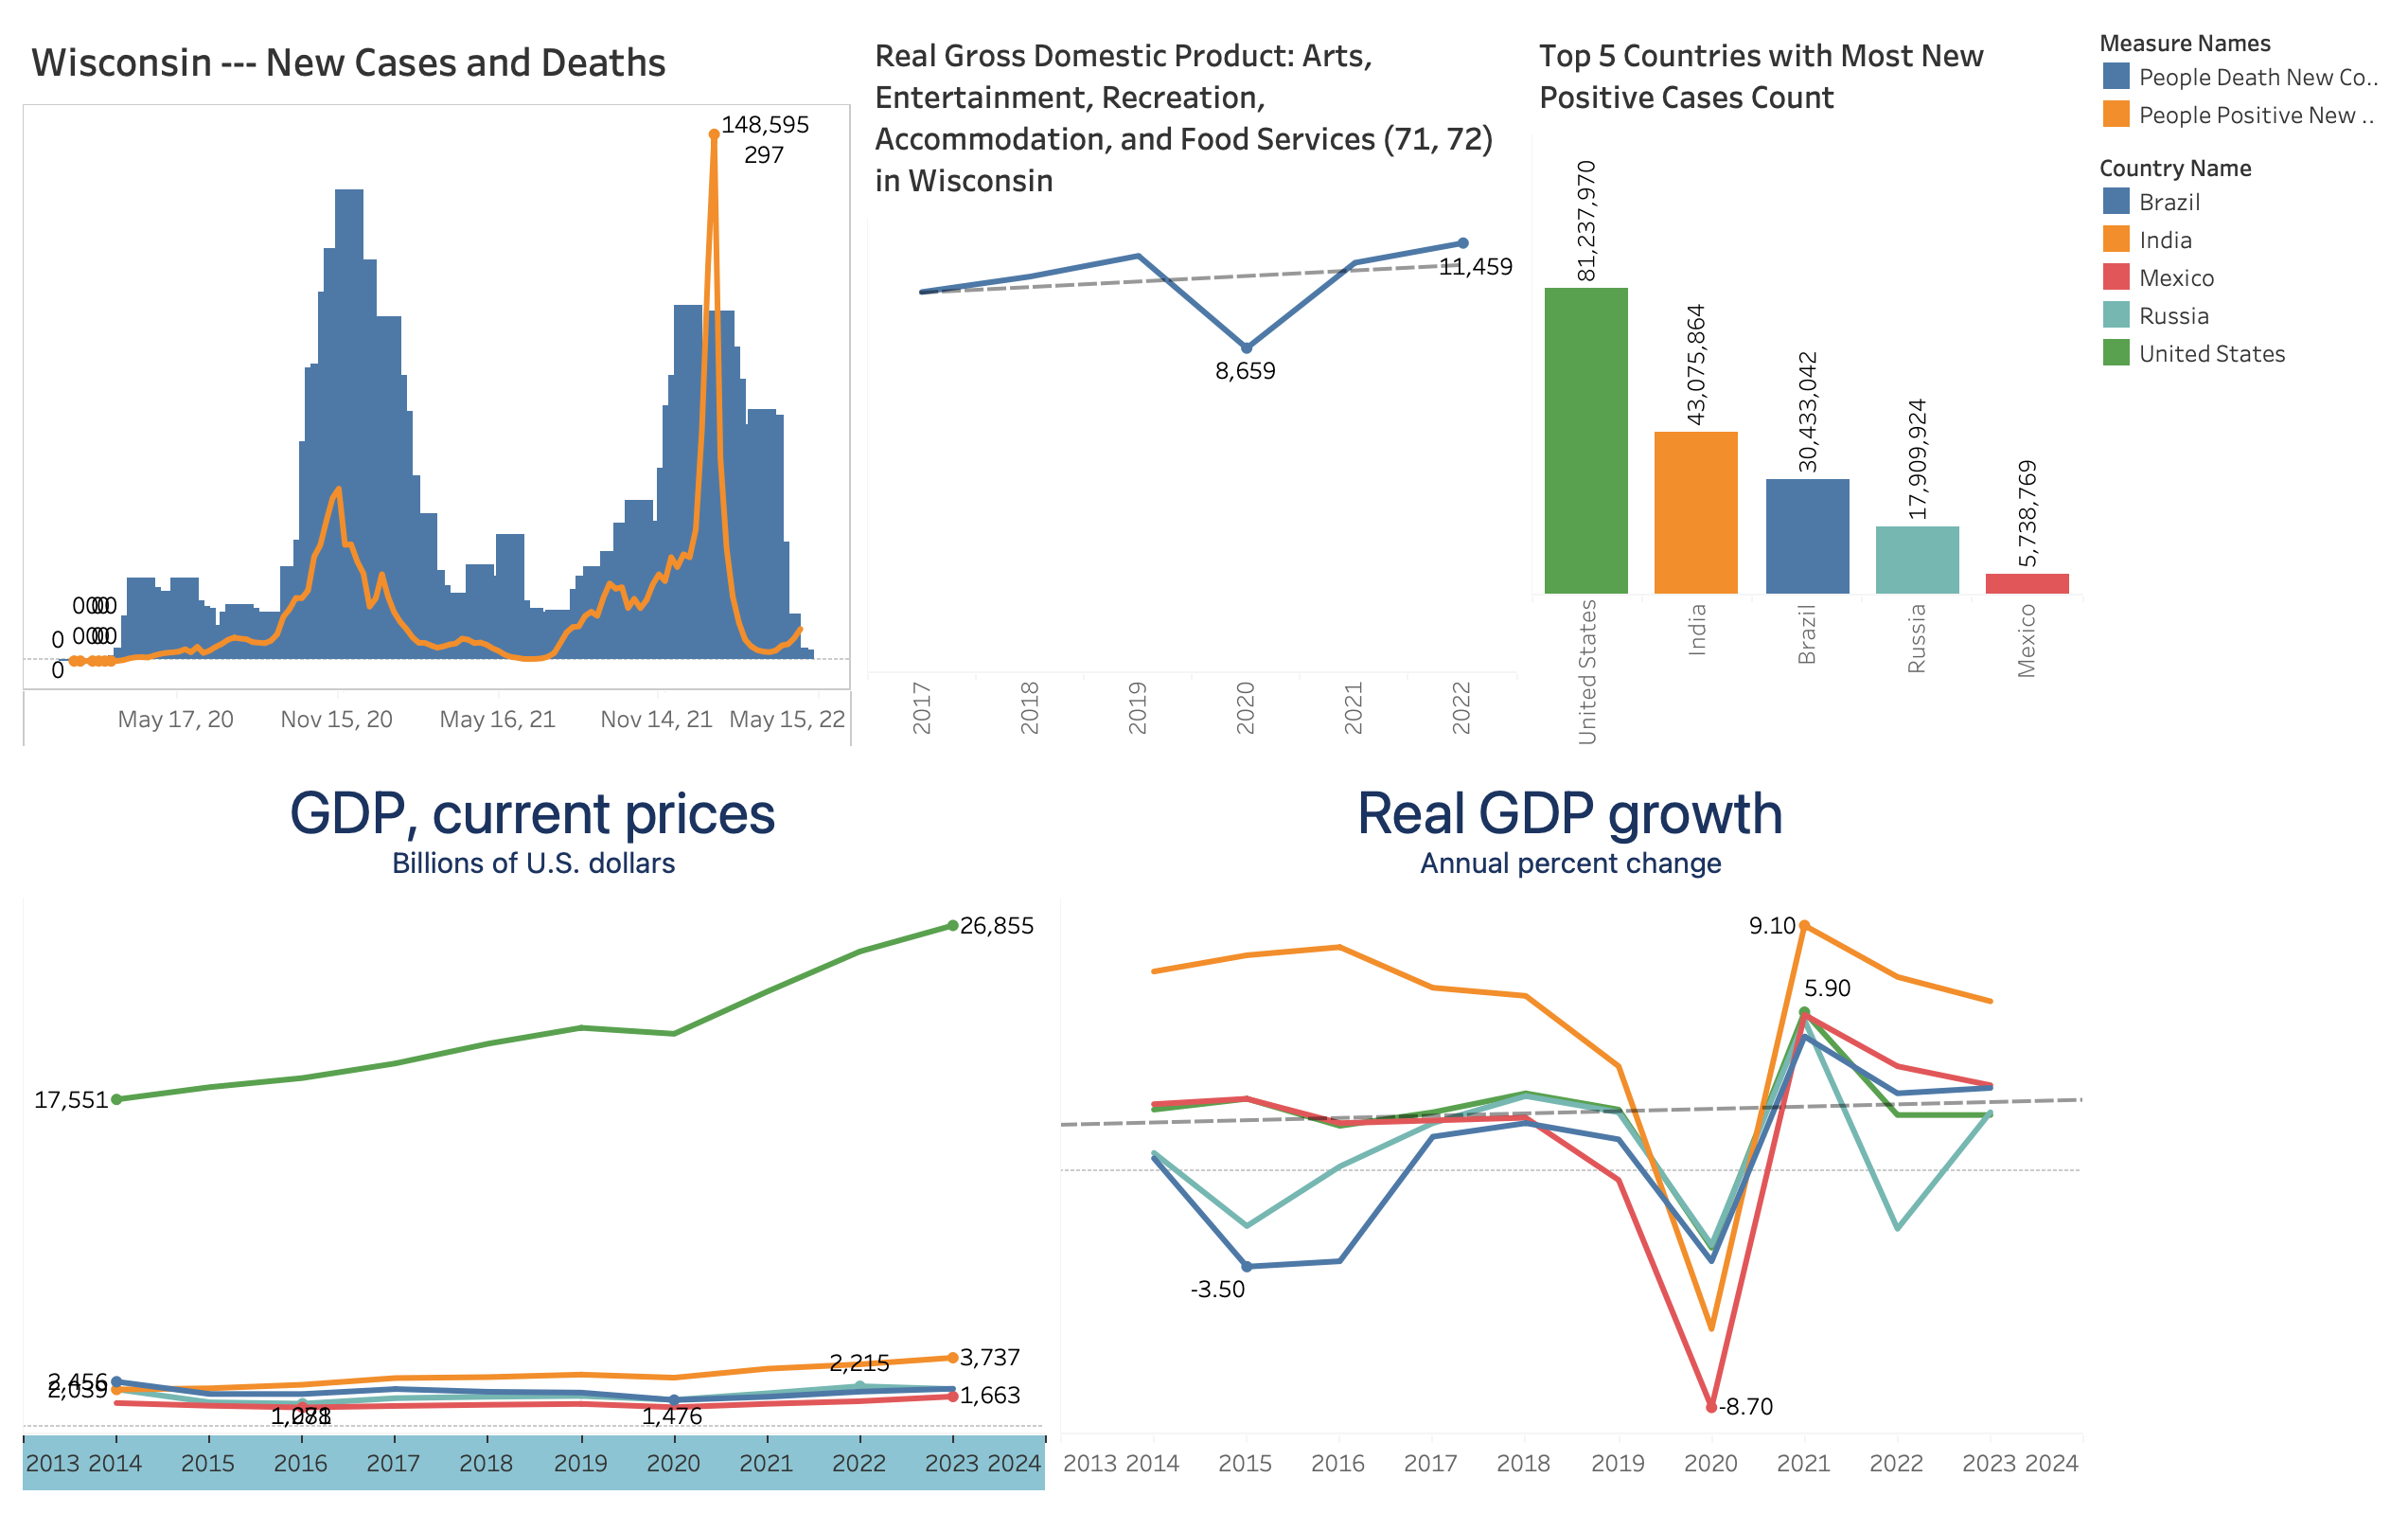 Wisconsin --- New Cases and Deaths
148,595
297
0
0
May 17, 20
Nov 15, 20
May 16, 21
Nov 14, 21
May 15, 22
Real Gross Domestic Product: Arts,
Entertainment, Recreation,
Accommodation, and Food Services (71, 72)
in Wisconsin
11,459
8,659
2017
2018
2019
2020
2021
2022
Top 5 Countries with Most New
Positive Cases Count
81,237,970
43,075,864
30,433,042
17,909,924
5,738,769
United States
India
Brazil
Russia
Mexico
Measure Names
People Death New Co..
People Positive New ..
Country Name
Brazil
India
Mexico
Russia
United States
GDP, current prices
Billions of U.S. dollars
26,855
17,551
2,215
3,737
2,456
2,039
1,663
1,476
2013
2014
2015
2016
2017
2018
2019
2020
2021
2022
2023
2024
Real GDP growth
Annual percent change
9.10
5.90
-3.50
-8.70
2013
2014
2015
2016
2017
2018
2019
2020
2021
2022
2023
2024